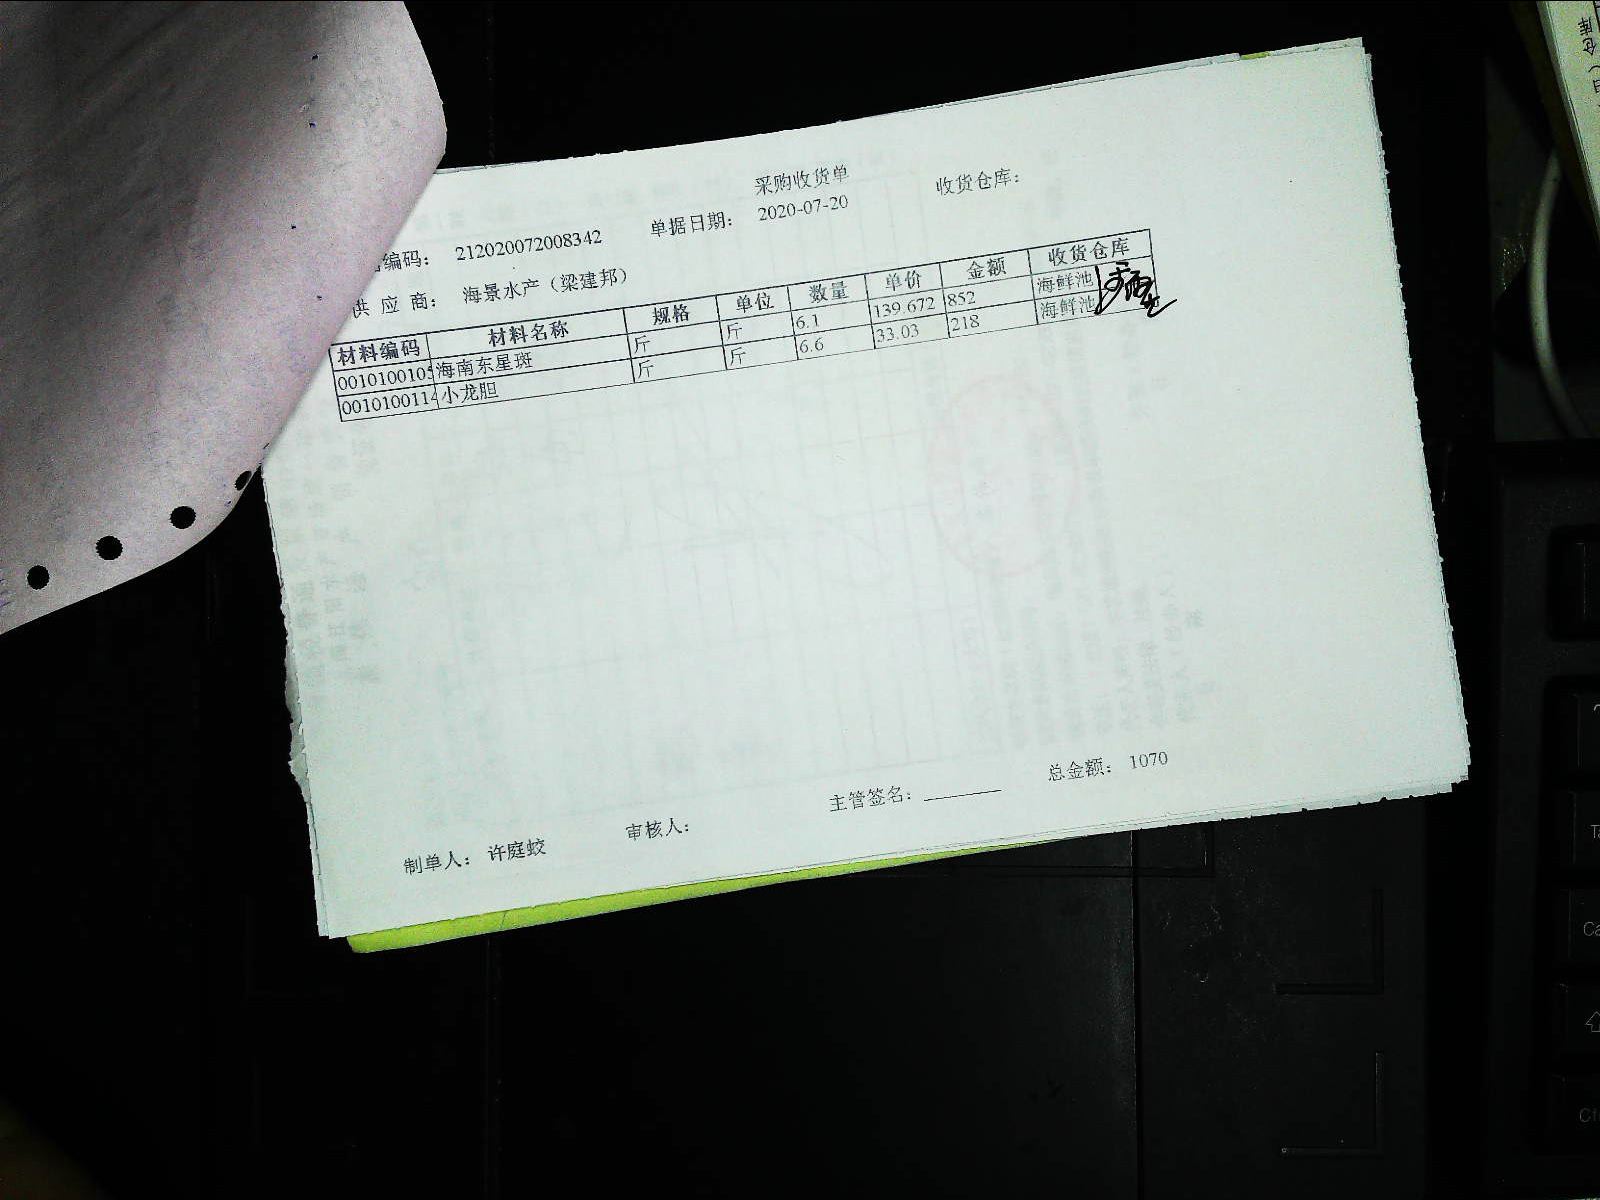 采购收货单
编码： 212020072008342 单据日期： 2020-07-20 收货仓库：
供 应 商： 海景水产（梁建邦）
材料编码 材料名称 规格 单位 数量 单价 金额 收货仓库
0010100105 海南东星斑 斤 斤 6.1 139.672 852 海鲜池
0010100114 小龙胆 斤 斤 6.6 33.03 218 海鲜池
制单人： 许庭蛟 审核人： 主管签名： 总金额： 1070